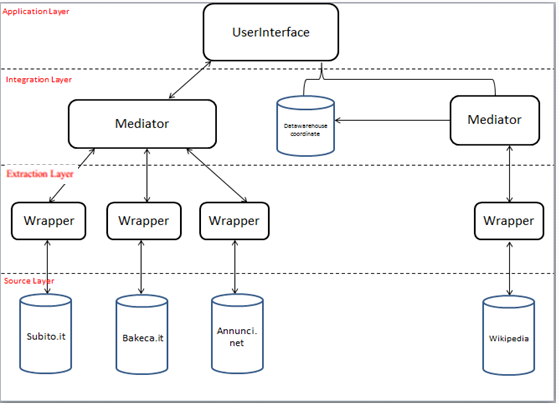 Application Layer
UserInterface
Integration Layer
Mediator
Datawarehouse
coordinate
Mediator
Extraction Layer
Wrapper
Wrapper
Wrapper
Wrapper
Source Layer
Subito.it
Bakeca.it
Annunci.
net
Wikipedia